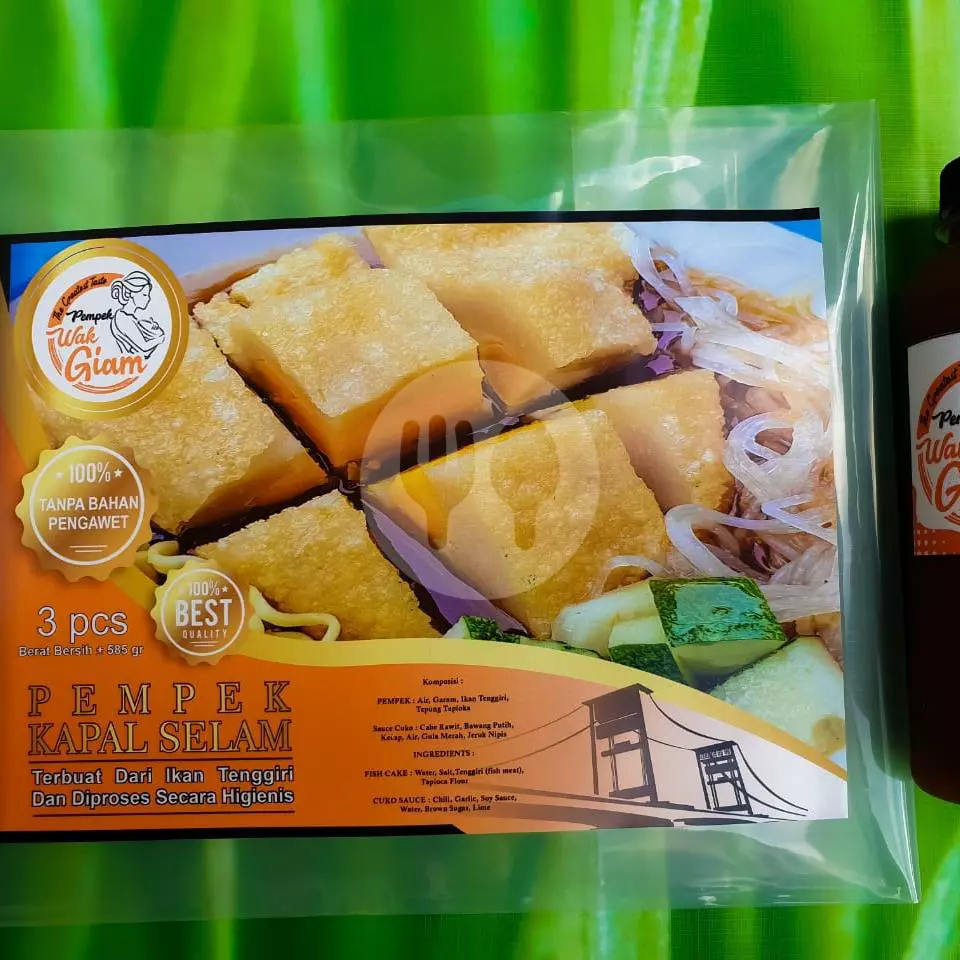 The Greatest Taste
Pempek
Wak
Giam
100%
TANPA BAHAN
PENGAWET
100%
BEST
QUALITY
3 pcs
Berat Bersih + 585 gr
PEMPEK
KAPAL SELAM
Terbuat Dari Ikan Tenggiri
Dan Diproses Secara Higienis
Komposisi :
PEMPEK : Air, Garam, Ikan Tenggiri,
Tepung Tapioka
Sauce Cuko : Cabe Rawit, Bawang Putih,
Kecap, Air, Gula Merah, Jeruk Nipis
INGREDIENTS :
FISH CAKE : Water, Salt,Tenggiri (fish meat),
Tapioca Flour
CUKO SAUCE : Chili, Garlic, Soy Sauce,
Water, Brown Sugar, Lime